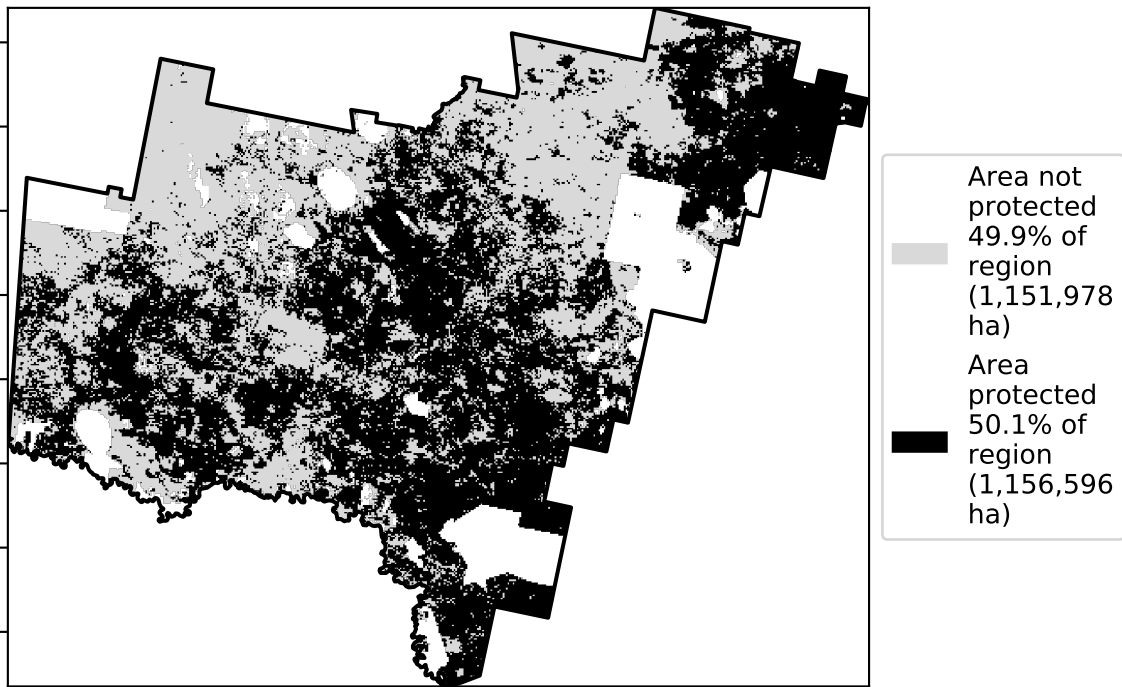 Area not
protected
49.9% of
region
(1,151,978
ha)
Area
protected
50.1% of
region
(1,156,596
ha)